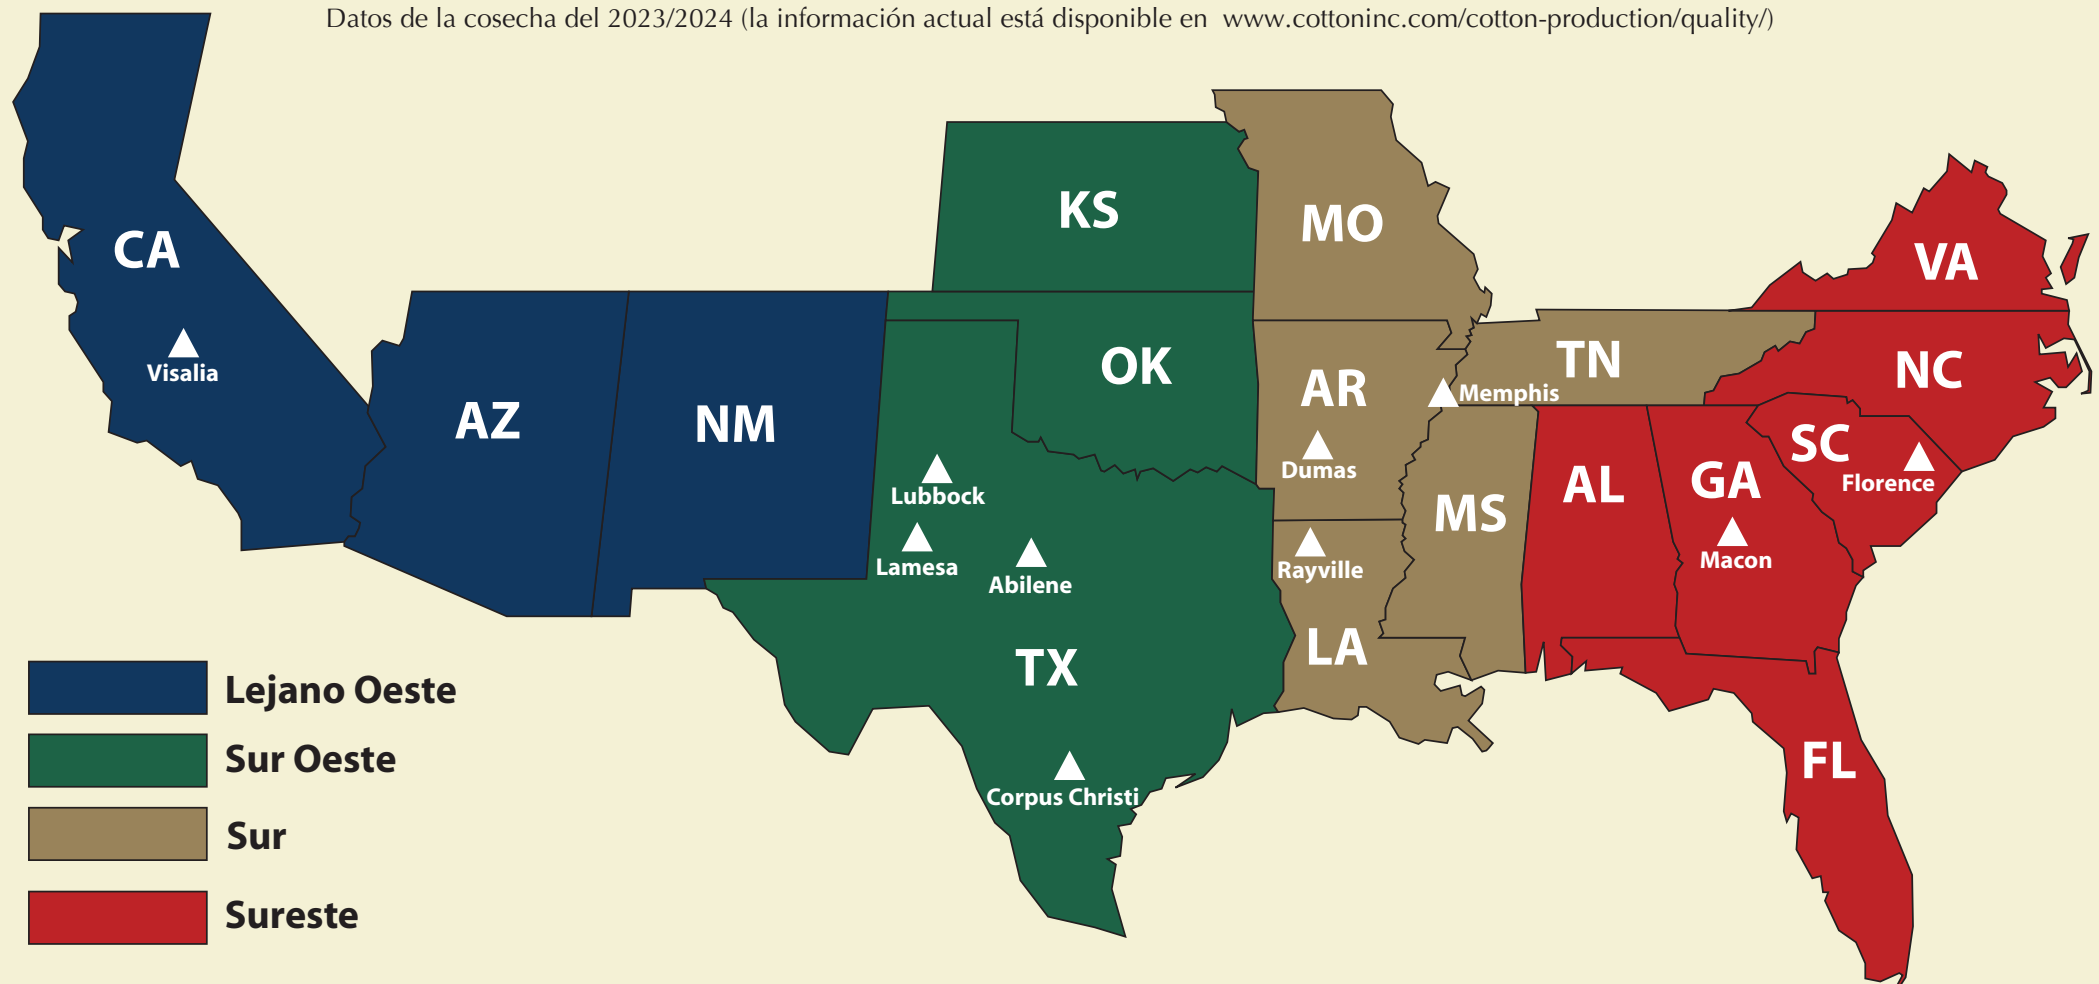 Datos de la cosecha del 2023/2024 (la información actual está disponible en www.cottoninc.com/cotton-production/quality/)
CA
Visalia
AZ
NM
KS
OK
Lubbock
Lamesa
Abilene
TX
Corpus Christi
MO
AR
Dumas
Memphis
TN
Rayville
LA
MS
AL
GA
Macon
SC
Florence
NC
VA
FL
Lejano Oeste
Sur Oeste
Sur
Sureste